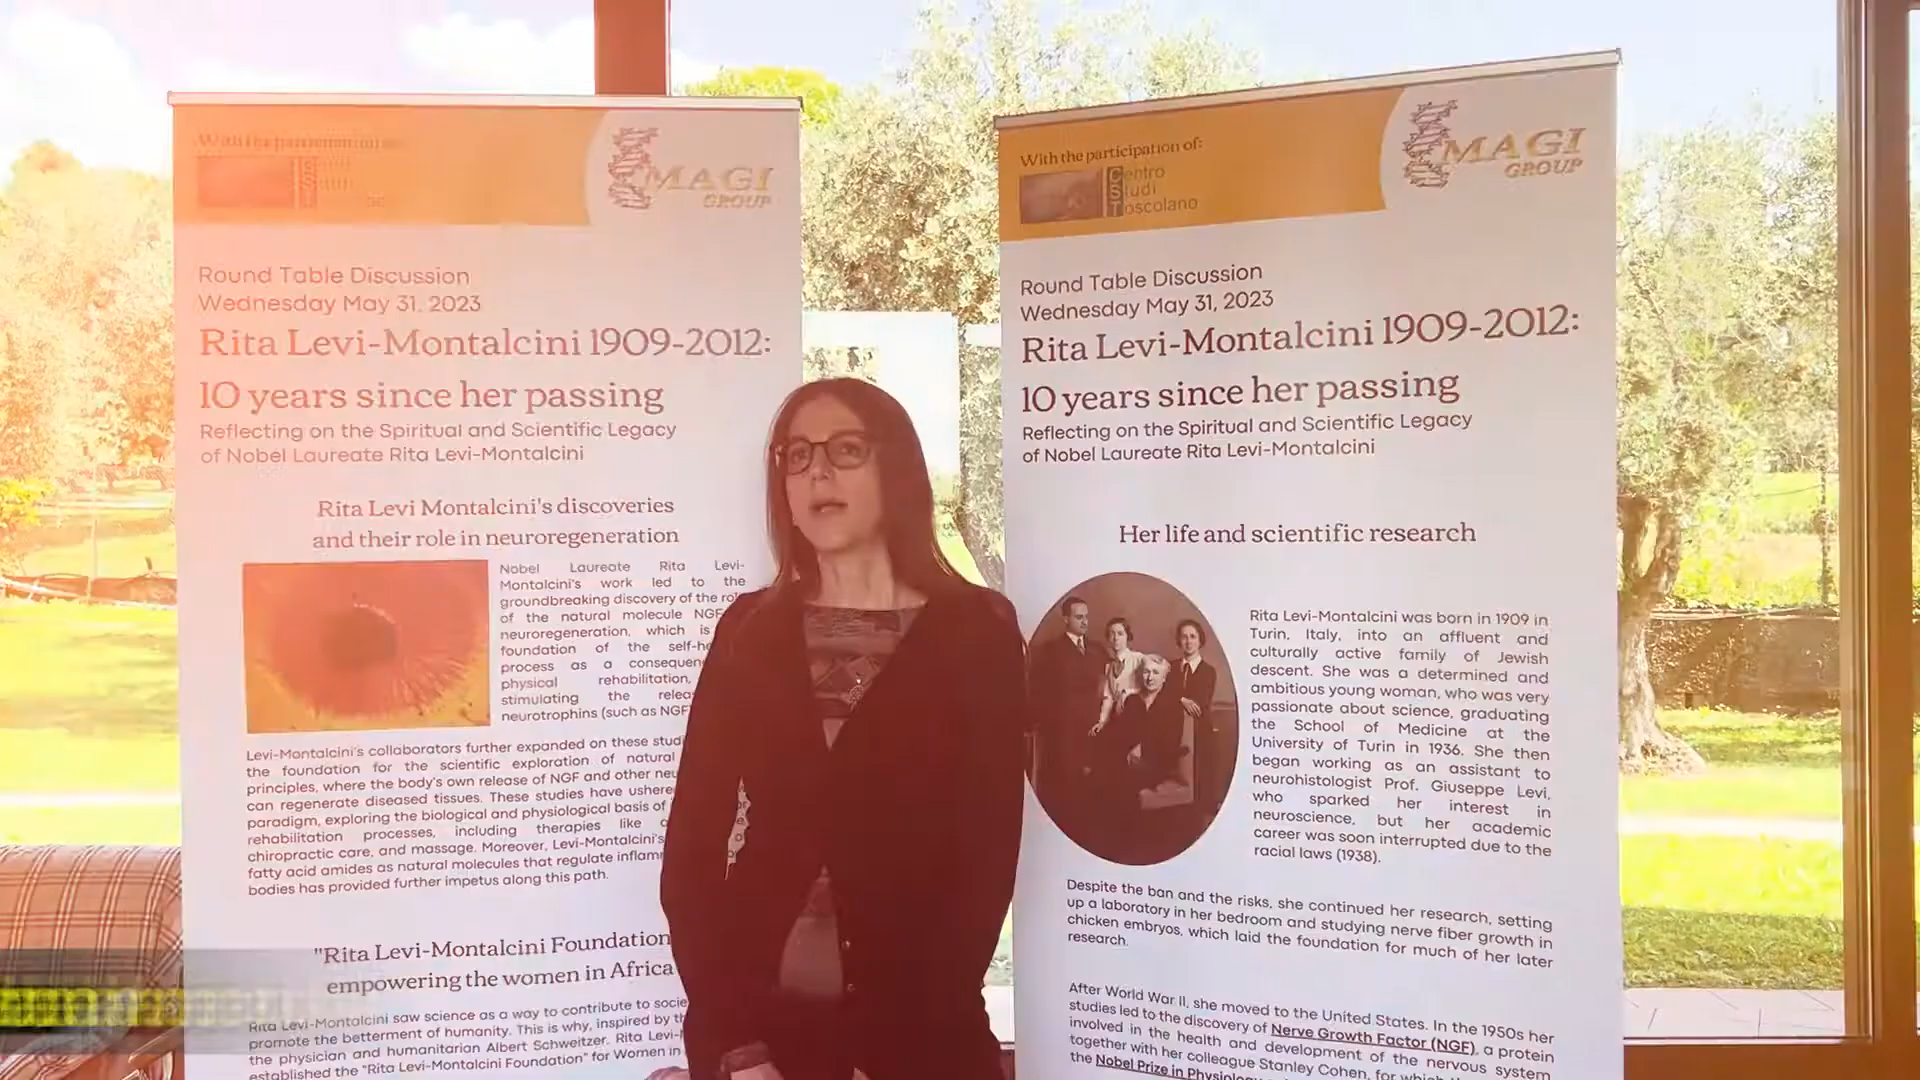 With the participation of:
MAGI
GROUP
Round Table Discussion
Wednesday May 31, 2023
Rita Levi-Montalcini 1909-2012:
10 years since her passing
Reflecting on the Spiritual and Scientific Legacy
of Nobel Laureate Rita Levi-Montalcini
Rita Levi Montalcini's discoveries
and their role in neuroregeneration
Nobel Laureate Rita Levi-
Montalcini's work led to the
groundbreaking discovery of the
of the natural molecule NGF
neuroregeneration, which is
foundation of the
process as a
physical rehabilitation,
stimulating the
neurotrophins (such as NGF
Levi-Montalcini's collaborators further expanded on these
the foundation for the scientific exploration of natural
principles, where the body's own release of NGF and other
can regenerate diseased tissues. These studies have
paradigm, exploring the biological and physiological basis of
rehabilitation processes, including therapies like
chiropractic care, and massage. Moreover, Levi-Montalcini's
fatty acid amides as natural molecules that regulate
bodies has provided further impetus along this path.
"Rita Levi-Montalcini Foundation
empowering the women in Africa
Rita Levi-Montalcini saw science as a way to contribute to
promote the betterment of humanity. This is why, inspired by
the physician and humanitarian Albert Schweitzer, Rita Levi-
established the "Rita Levi-Montalcini Foundation" for Women in
With the participation of:
Centro
Studi
Toscolano
MAGI
GROUP
Round Table Discussion
Wednesday May 31, 2023
Rita Levi-Montalcini 1909-2012:
10 years since her passing
Reflecting on the Spiritual and Scientific Legacy
of Nobel Laureate Rita Levi-Montalcini
Her life and scientific research
Rita Levi-Montalcini was born in 1909 in
Turin, Italy, into an affluent and
culturally active family of Jewish
descent. She was a determined and
ambitious young woman, who was very
passionate about science, graduating
the School of Medicine at the
University of Turin in 1936. She then
began working as an assistant to
neurohistologist Prof. Giuseppe Levi,
who sparked her interest in
neuroscience, but her academic
career was soon interrupted due to the
racial laws (1938).
Despite the ban and the risks, she continued her research, setting
up a laboratory in her bedroom and studying nerve fiber growth in
chicken embryos, which laid the foundation for much of her later
research.
After World War II, she moved to the United States. In the 1950s her
studies led to the discovery of Nerve Growth Factor (NGF), a protein
involved in the health and development of the nervous system
together with her colleague Stanley Cohen, for
the Nobel Prize in